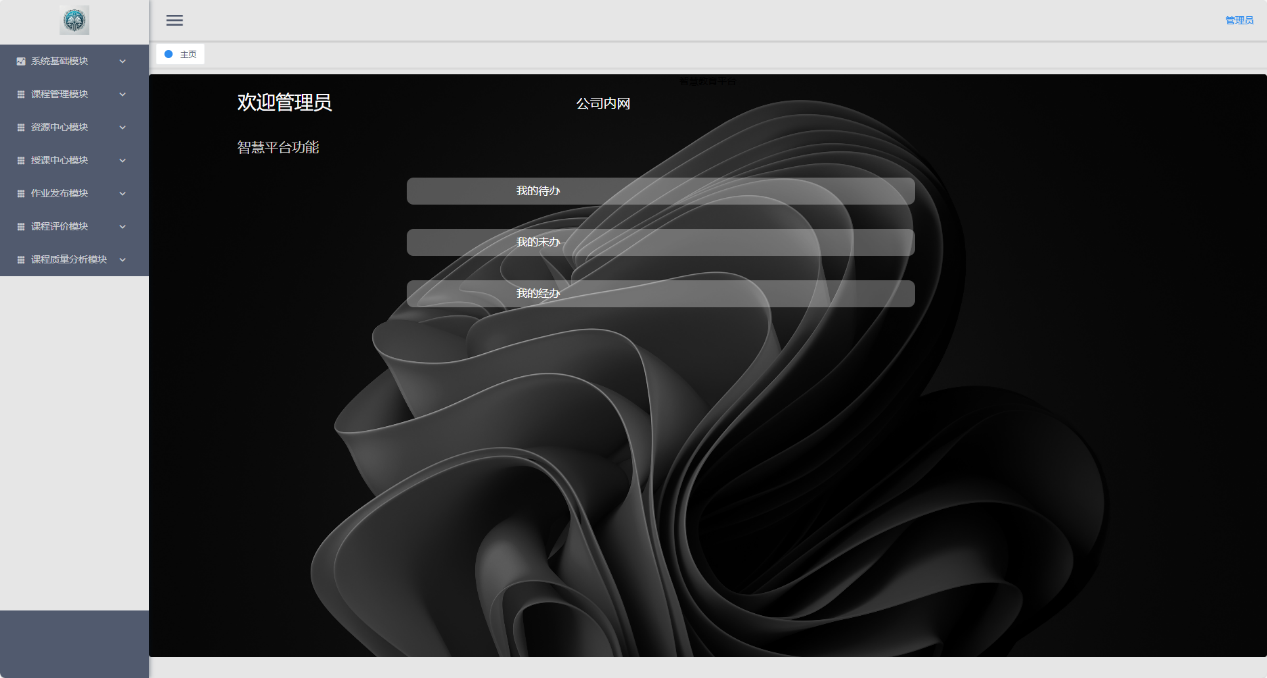 管理员
主页
系统基础模块
课程管理模块
资源中心模块
授课中心模块
作业发布模块
课程评价模块
课程质量分析模块
欢迎管理员
公司内网
智慧平台功能
我的待办
我的未办
我的经办